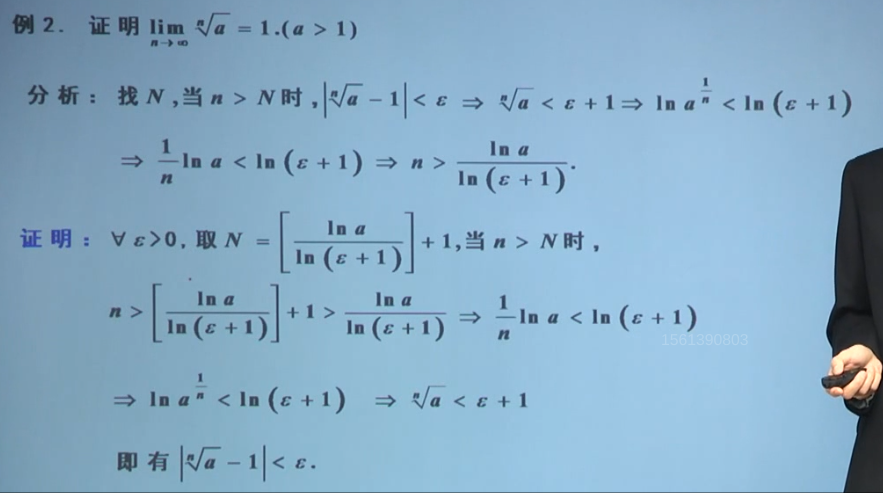 例 2. 证明 $\lim_{n \to \infty} \sqrt[n]{a} = 1.(a > 1)$
分析： 找 $N$ ,当 $n > N$ 时 , $\left|\sqrt[n]{a} - 1\right| < \varepsilon \Rightarrow \sqrt[n]{a} < \varepsilon + 1 \Rightarrow \ln a^{\frac{1}{n}} < \ln(\varepsilon + 1)$
$\Rightarrow \frac{1}{n} \ln a < \ln(\varepsilon + 1) \Rightarrow n > \frac{\ln a}{\ln(\varepsilon + 1)}.$
证明： $\forall \varepsilon > 0$, 取 $N = \left[\frac{\ln a}{\ln(\varepsilon + 1)}\right] + 1$ ,当 $n > N$ 时 ,
$n > \left[\frac{\ln a}{\ln(\varepsilon + 1)}\right] + 1 > \frac{\ln a}{\ln(\varepsilon + 1)} \Rightarrow \frac{1}{n} \ln a < \ln(\varepsilon + 1)$
1561390803
$\Rightarrow \ln a^{\frac{1}{n}} < \ln(\varepsilon + 1) \Rightarrow \sqrt[n]{a} < \varepsilon + 1$
即有 $\left|\sqrt[n]{a} - 1\right| < \varepsilon.$